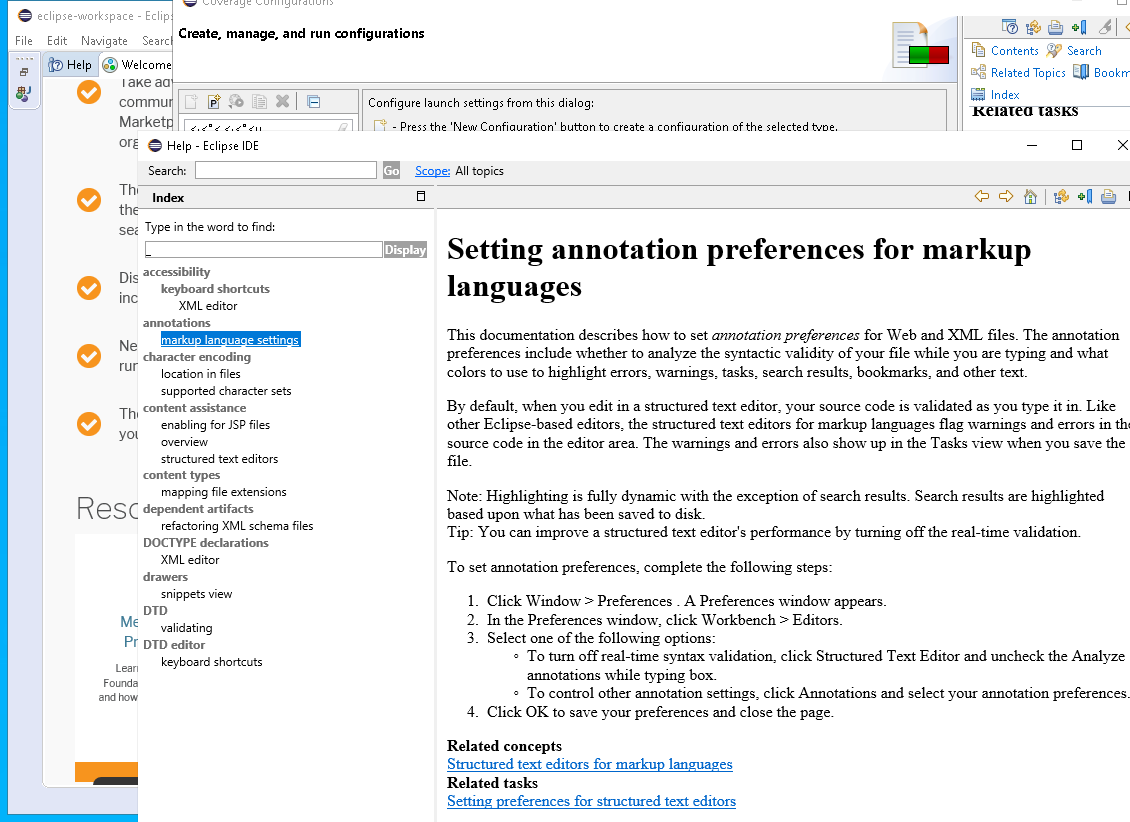 eclipse-workspace - Eclips
File Edit Navigate Search
Help
Welcome
Take adv
commun
Marketp
org
The
the
sea
Dis
inc
Ne
run
The
you
Reso
Me
Pr
Learn
Founda
and how
Coverage Configurations
Create, manage, and run configurations
Configure launch settings from this dialog:
- Press the 'New Configuration' button to create a configuration of the selected type.
Contents Search
Related Topics Bookm
Index
Related tasks
Help - Eclipse IDE
Search: Go Scope: All topics
Index
Type in the word to find:
Display
accessibility
keyboard shortcuts
XML editor
annotations
markup language settings
character encoding
location in files
supported character sets
content assistance
enabling for JSP files
overview
structured text editors
content types
mapping file extensions
dependent artifacts
refactoring XML schema files
DOCTYPE declarations
XML editor
drawers
snippets view
DTD
validating
DTD editor
keyboard shortcuts
Setting annotation preferences for markup
languages
This documentation describes how to set annotation preferences for Web and XML files. The annotation
preferences include whether to analyze the syntactic validity of your file while you are typing and what
colors to use to highlight errors, warnings, tasks, search results, bookmarks, and other text.
By default, when you edit in a structured text editor, your source code is validated as you type it in. Like
other Eclipse-based editors, the structured text editors for markup languages flag warnings and errors in the
source code in the editor area. The warnings and errors also show up in the Tasks view when you save the
file.
Note: Highlighting is fully dynamic with the exception of search results. Search results are highlighted
based upon what has been saved to disk.
Tip: You can improve a structured text editor's performance by turning off the real-time validation.
To set annotation preferences, complete the following steps:
1. Click Window > Preferences . A Preferences window appears.
2. In the Preferences window, click Workbench > Editors.
3. Select one of the following options:
◦ To turn off real-time syntax validation, click Structured Text Editor and uncheck the Analyze
annotations while typing box.
◦ To control other annotation settings, click Annotations and select your annotation preferences.
4. Click OK to save your preferences and close the page.
Related concepts
Structured text editors for markup languages
Related tasks
Setting preferences for structured text editors